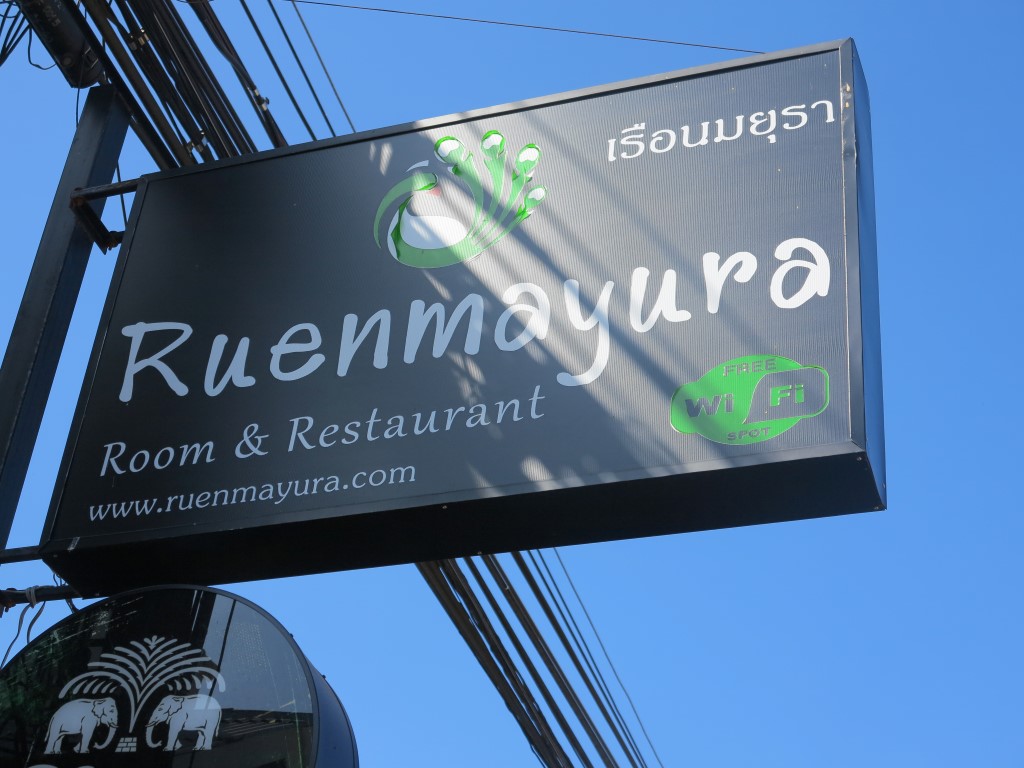 เรือนมยุรา
Ruenmayura
Room & Restaurant
www.ruenmayura.com
FREE
Wi Fi
SPOT